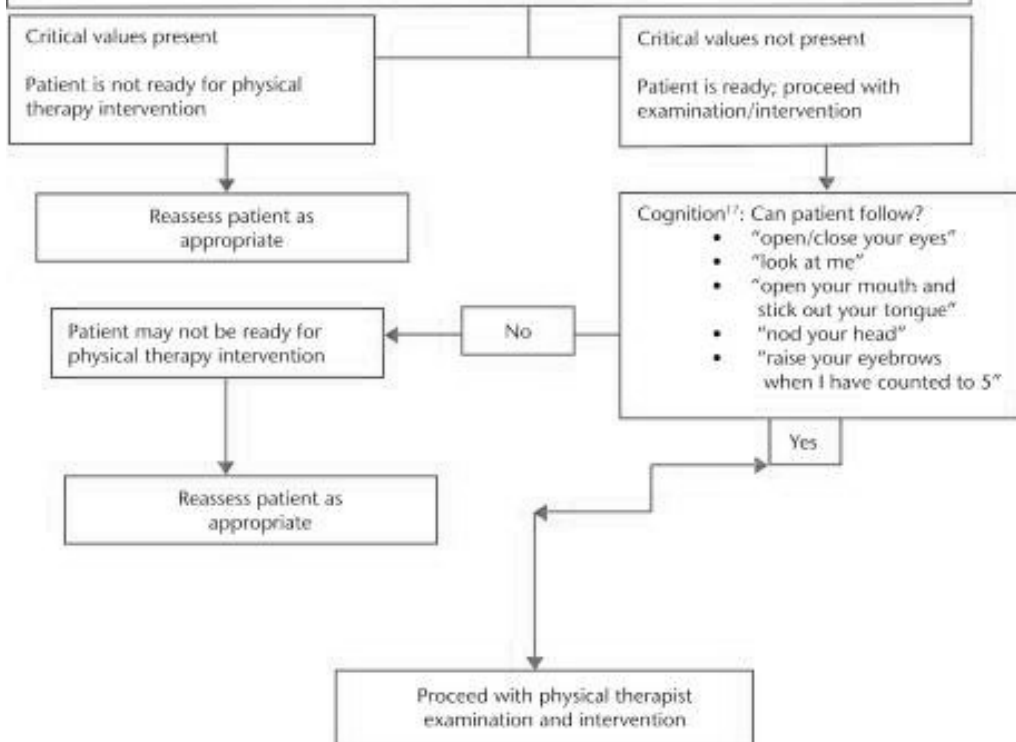 Critical values present
Patient is not ready for physical
therapy intervention
Critical values not present
Patient is ready; proceed with
examination/intervention
Reassess patient as
appropriate
Cognition¹⁷: Can patient follow?
• "open/close your eyes"
• "look at me"
• "open your mouth and
stick out your tongue"
• "nod your head"
• "raise your eyebrows
when I have counted to 5"
No
Patient may not be ready for
physical therapy intervention
Yes
Reassess patient as
appropriate
Proceed with physical therapist
examination and intervention